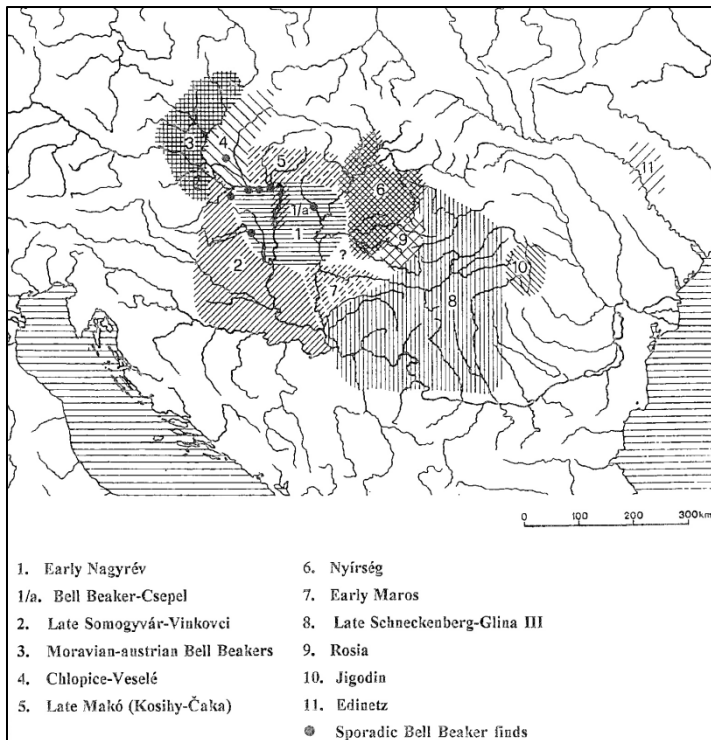 3
4
5
11
1/a
6
1
9
?
2
10
7
8
0 100 200 300km
1. Early Nagyrév
1/a. Bell Beaker-Csepel
2. Late Somogyvár-Vinkovci
3. Moravian-austrian Bell Beakers
4. Chlopice-Veselé
5. Late Makó (Kosihy-Čaka)
6. Nyírség
7. Early Maros
8. Late Schneckenberg-Glina III
9. Rosia
10. Jigodin
11. Edinetz
Sporadic Bell Beaker finds